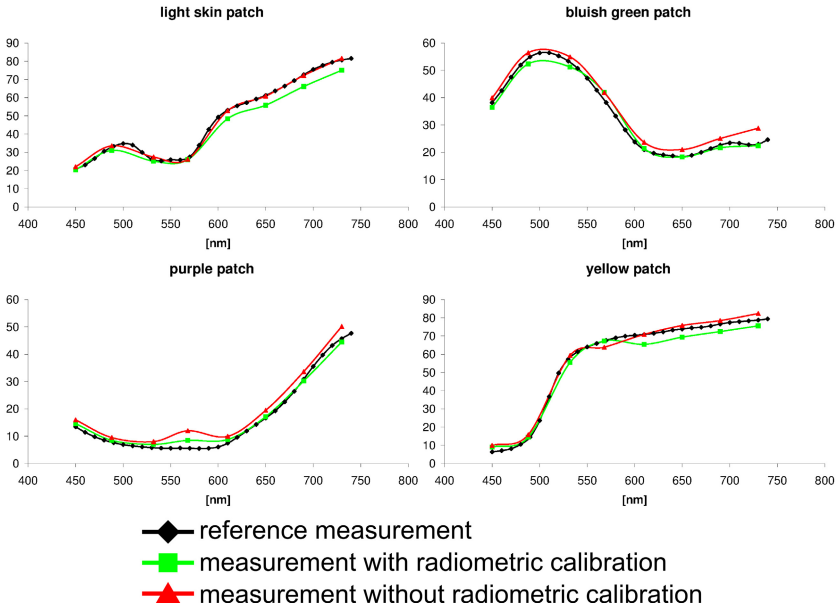 light skin patch
90
80
70
60
50
40
30
20
10
0
400 450 500 550 600 650 700 750 800
[nm]
bluish green patch
60
50
40
30
20
10
0
400 450 500 550 600 650 700 750 800
[nm]
purple patch
60
50
40
30
20
10
0
400 450 500 550 600 650 700 750 800
[nm]
yellow patch
90
80
70
60
50
40
30
20
10
0
400 450 500 550 600 650 700 750 800
[nm]
reference measurement
measurement with radiometric calibration
measurement without radiometric calibration